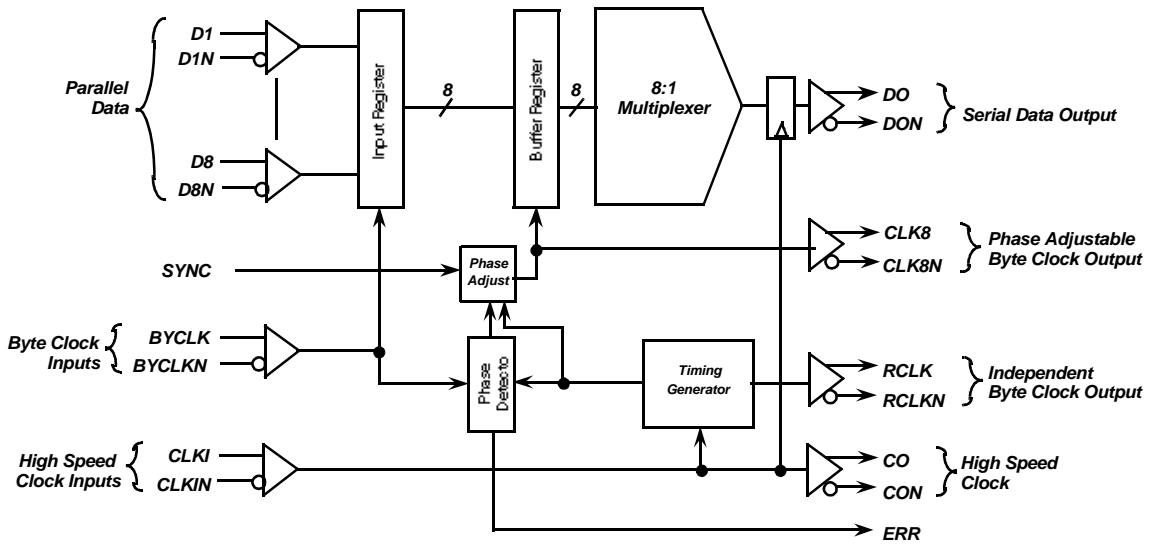 D1
D1N
Parallel
Data
D8
D8N
Input Register
8
Buffer Register
8
8:1
Multiplexer
DO
DON
Serial Data Output
SYNC
Phase
Adjust
CLK8
CLK8N
Phase Adjustable
Byte Clock Output
Byte Clock
Inputs
BYCLK
BYCLKN
Phase
Detecto
Timing
Generator
RCLK
RCLKN
Independent
Byte Clock Output
High Speed
Clock Inputs
CLKI
CLKIN
CO
CON
High Speed
Clock
ERR